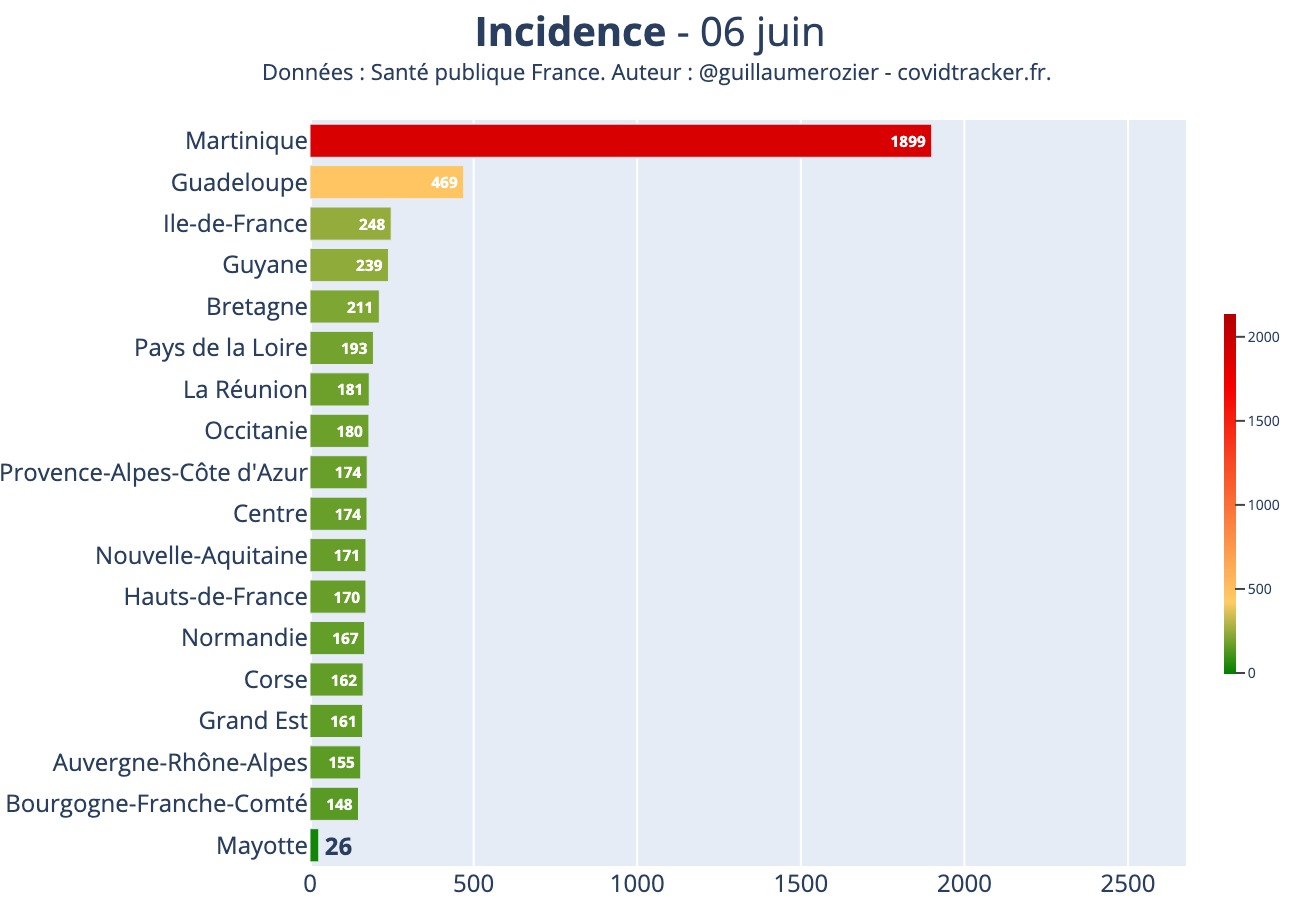 Incidence - 06 juin
Données : Santé publique France. Auteur : @guillaumerozier - covidtracker.fr.
Martinique 1899
Guadeloupe 469
Ile-de-France 248
Guyane 239
Bretagne 211
Pays de la Loire 193
La Réunion 181
Occitanie 180
Provence-Alpes-Côte d'Azur 174
Centre 174
Nouvelle-Aquitaine 171
Hauts-de-France 170
Normandie 167
Corse 162
Grand Est 161
Auvergne-Rhône-Alpes 155
Bourgogne-Franche-Comté 148
Mayotte 26
0 500 1000 1500 2000 2500
2000
1500
1000
500
0